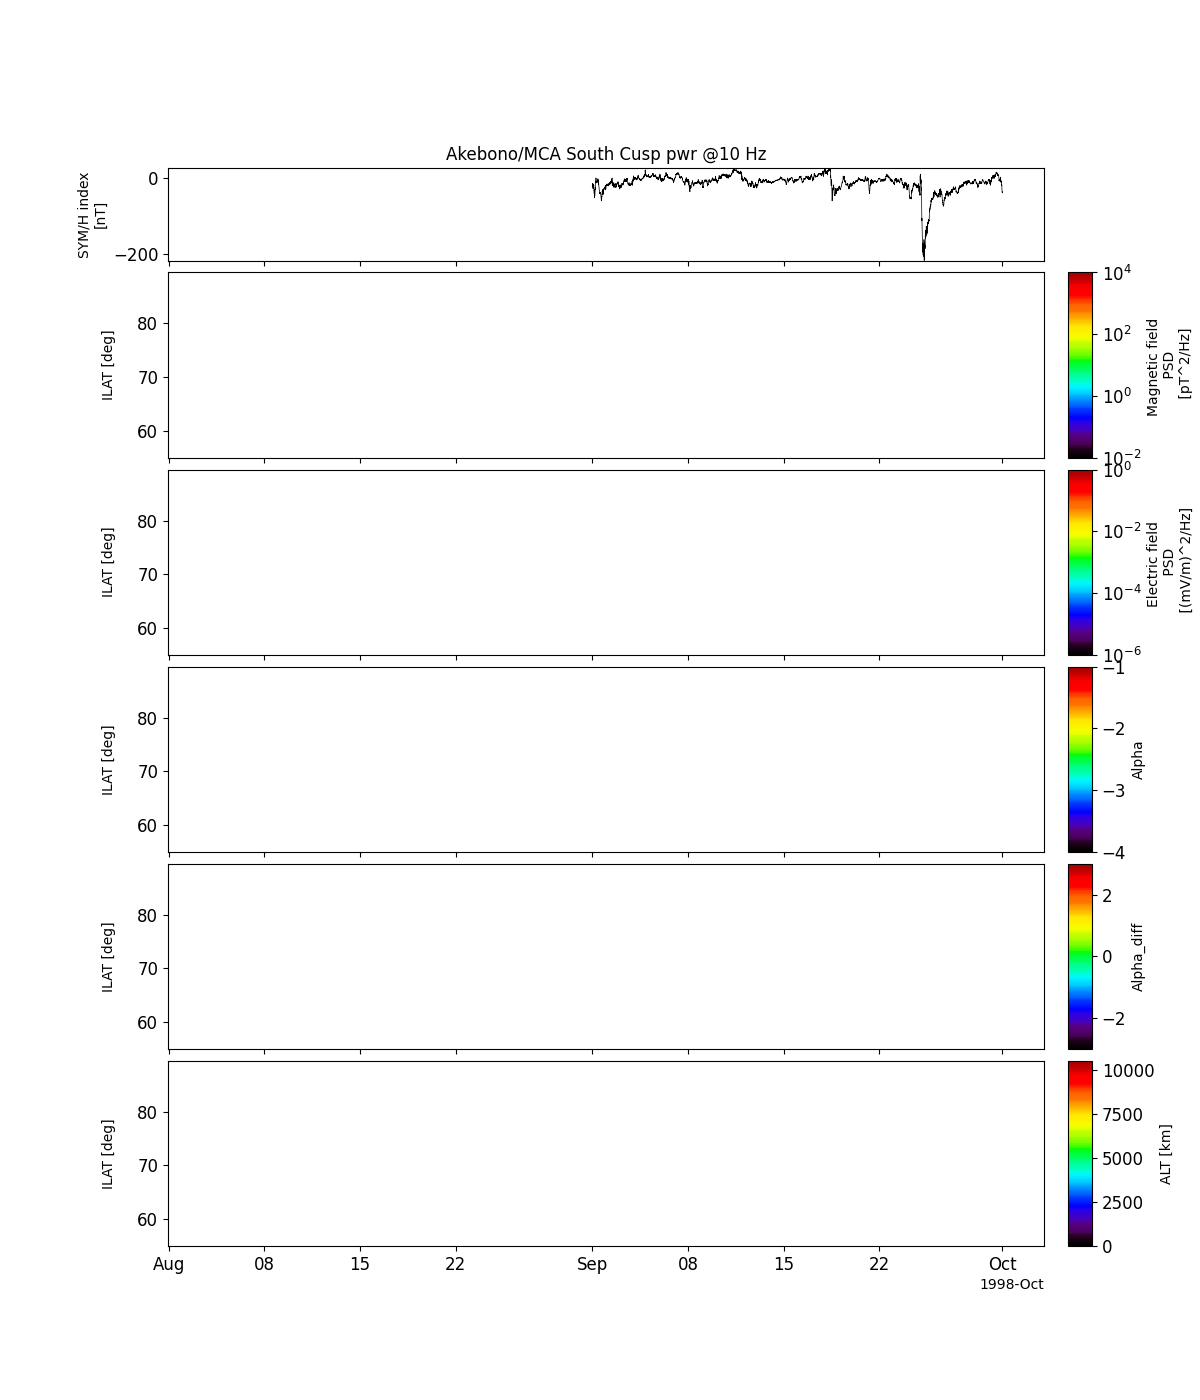 Akebono/MCA South Cusp pwr @10 Hz
SYM/H index
[nT]
0
−200
ILAT [deg]
80
70
60
10^4
10^2
10^0
10^−2
Magnetic field
PSD
[pT^2/Hz]
ILAT [deg]
80
70
60
10^0
10^−2
10^−4
10^−6
Electric field
PSD
[(mV/m)^2/Hz]
ILAT [deg]
80
70
60
−1
−2
−3
−4
Alpha
ILAT [deg]
80
70
60
2
0
−2
Alpha_diff
ILAT [deg]
80
70
60
10000
7500
5000
2500
0
ALT [km]
Aug 08 15 22 Sep 08 15 22 Oct
1998-Oct